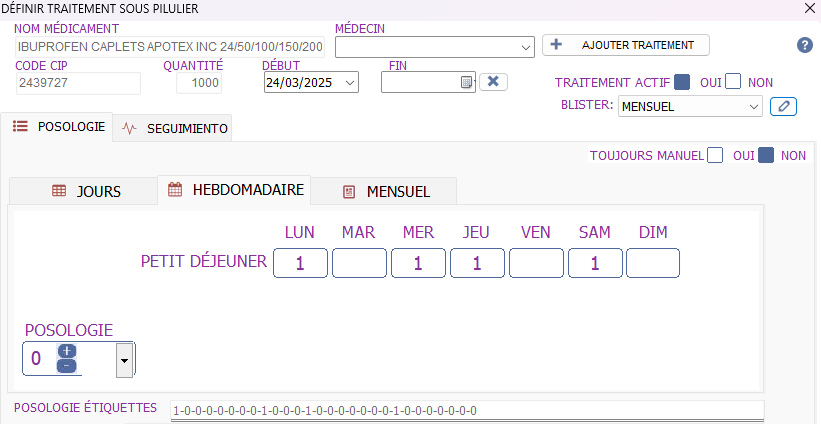 DÉFINIR TRAITEMENT SOUS PILULIER
NOM MÉDICAMENT MÉDECIN
IBUPROFEN CAPLETS APOTEX INC 24/50/100/150/200 AJOUTER TRAITEMENT
CODE CIP QUANTITÉ DÉBUT FIN
2439727 1000 24/03/2025
TRAITEMENT ACTIF OUI NON
BLISTER: MENSUEL
POSOLOGIE SEGUIMIENTO
TOUJOURS MANUEL OUI NON
JOURS HEBDOMADAIRE MENSUEL
LUN MAR MER JEU VEN SAM DIM
PETIT DÉJEUNER 1 1 1 1
POSOLOGIE
0
POSOLOGIE ÉTIQUETTES 1-0-0-0-0-0-0-0-1-0-0-0-1-0-0-0-0-0-0-0-1-0-0-0-0-0-0-0